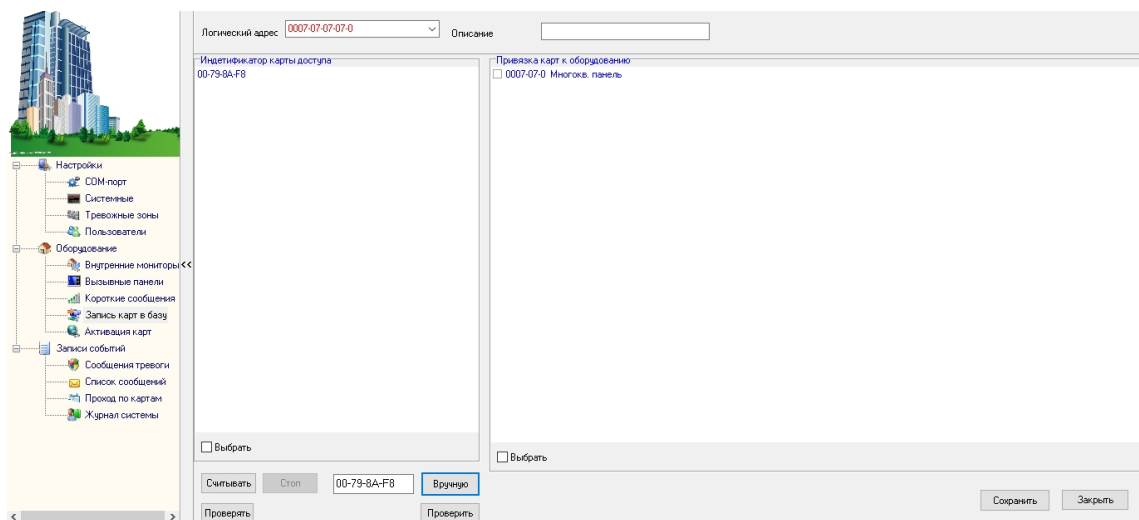 Логический адрес 0007-07-07-07-0 Описание
Индетификатор карты доступа
00-79-8A-F8
Привязка карт к оборудованию
0007-07-0 Многокв. панель
Настройки
COM-порт
Системные
Тревожные зоны
Пользователи
Оборудование
Внутренние мониторы
<<
Вызывные панели
Короткие сообщения
Запись карт в базу
Активация карт
Записи событий
Сообщения тревоги
Список сообщений
Проход по картам
Журнал системы
Выбрать
Выбрать
Считывать Стоп 00-79-8A-F8 Вручную
Проверять Проверить
Сохранить Закрыть